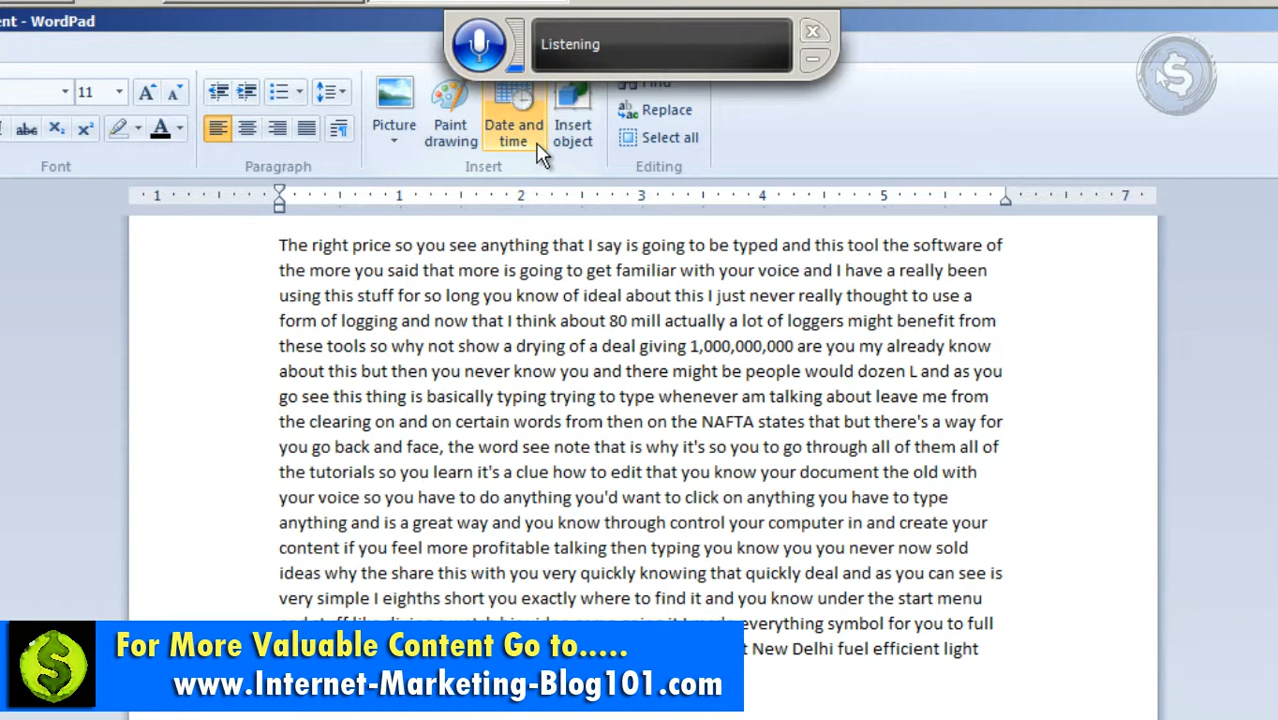 ent - WordPad
Listening
11
Find
Replace
Select all
Picture
Paint drawing
Date and time
Insert object
Font
Paragraph
Insert
Editing
1 1 2 3 4 5 7
The right price so you see anything that I say is going to be typed and this tool the software of
the more you said that more is going to get familiar with your voice and I have a really been
using this stuff for so long you know of ideal about this I just never really thought to use a
form of logging and now that I think about 80 mill actually a lot of loggers might benefit from
these tools so why not show a drying of a deal giving 1,000,000,000 are you my already know
about this but then you never know you and there might be people would dozen L and as you
go see this thing is basically typing trying to type whenever am talking about leave me from
the clearing on and on certain words from then on the NAFTA states that but there's a way for
you go back and face, the word see note that is why it's so you to go through all of them all of
the tutorials so you learn it's a clue how to edit that you know your document the old with
your voice so you have to do anything you'd want to click on anything you have to type
anything and is a great way and you know through control your computer in and create your
content if you feel more profitable talking then typing you know you you never now sold
ideas why the share this with you very quickly knowing that quickly deal and as you can see is
very simple I eighths short you exactly where to find it and you know under the start menu
everything symbol for you to full
t New Delhi fuel efficient light
For More Valuable Content Go to.....
www.Internet-Marketing-Blog101.com